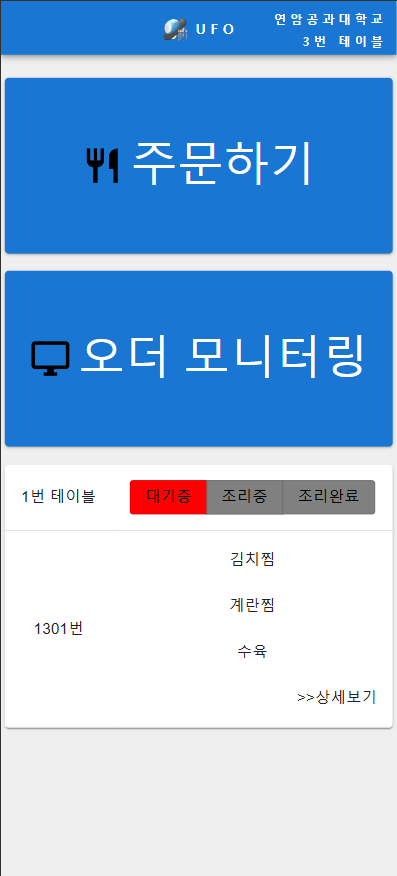 UFO
연암공과대학교
3번 테이블
주문하기
오더 모니터링
1번 테이블
대기중
조리중
조리완료
1301번
김치찜
계란찜
수육
>>상세보기